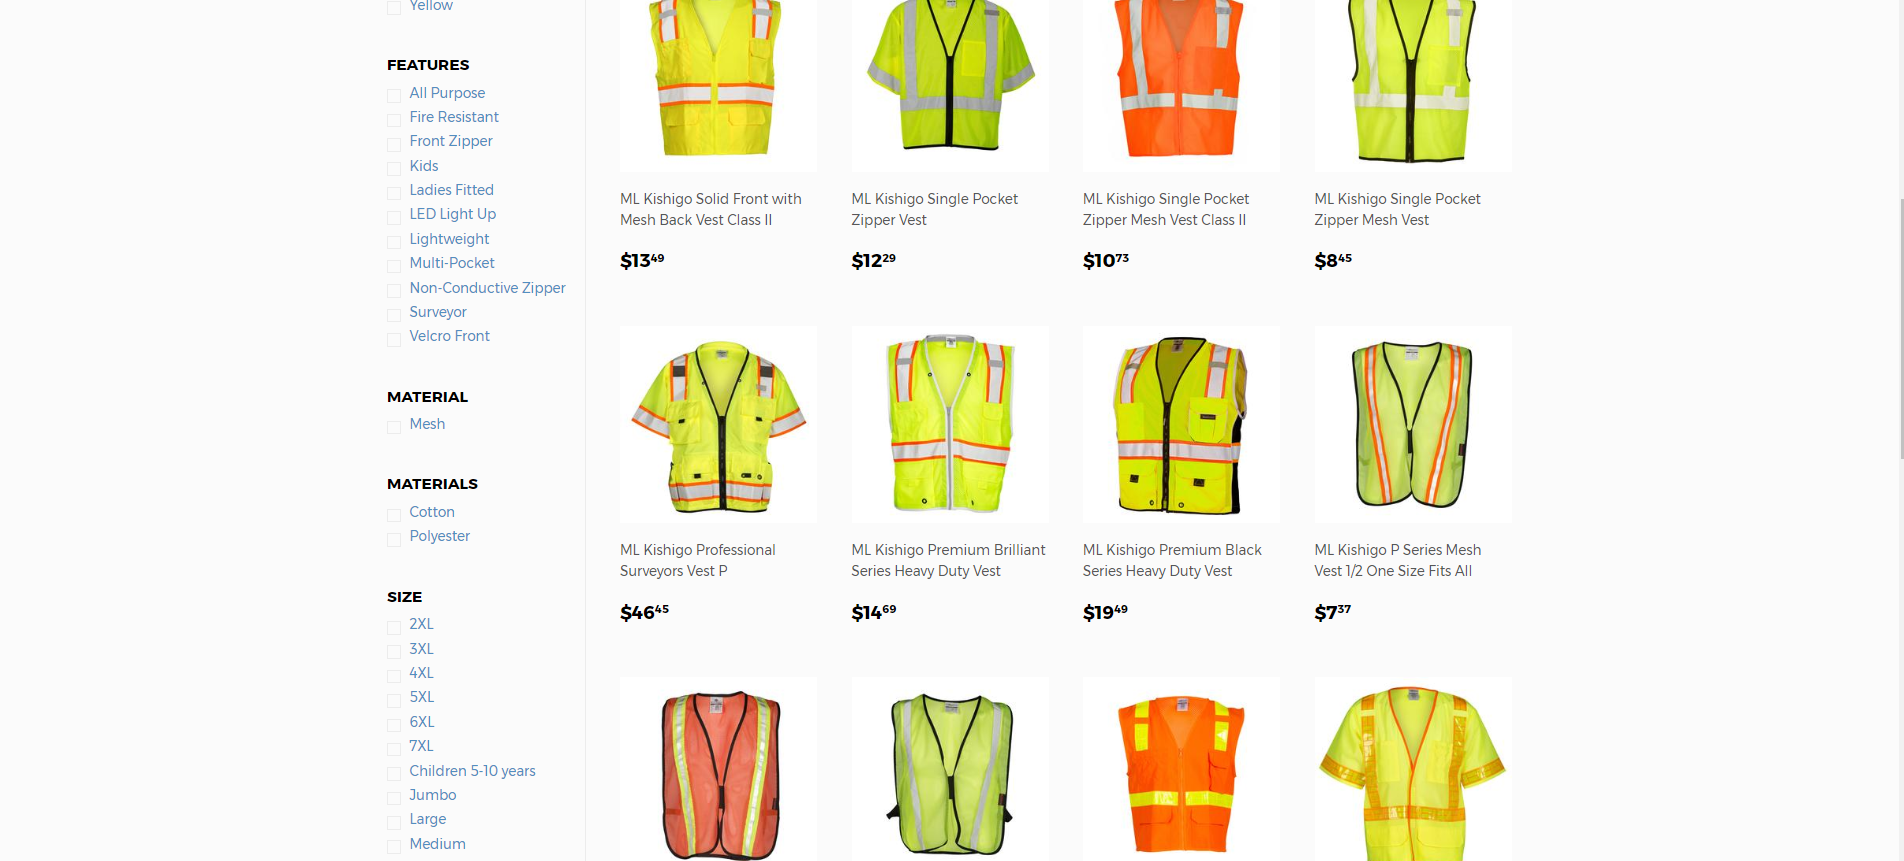 Yellow
FEATURES
All Purpose
Fire Resistant
Front Zipper
Kids
Ladies Fitted
LED Light Up
Lightweight
Multi-Pocket
Non-Conductive Zipper
Surveyor
Velcro Front
MATERIAL
Mesh
MATERIALS
Cotton
Polyester
SIZE
2XL
3XL
4XL
5XL
6XL
7XL
Children 5-10 years
Jumbo
Large
Medium
ML Kishigo Solid Front with
Mesh Back Vest Class II
$13 49
ML Kishigo Single Pocket
Zipper Vest
$12 29
ML Kishigo Single Pocket
Zipper Mesh Vest Class II
$10 73
ML Kishigo Single Pocket
Zipper Mesh Vest
$8 45
ML Kishigo Professional
Surveyors Vest P
$46 45
ML Kishigo Premium Brilliant
Series Heavy Duty Vest
$14 69
ML Kishigo Premium Black
Series Heavy Duty Vest
$19 49
ML Kishigo P Series Mesh
Vest 1/2 One Size Fits All
$7 37